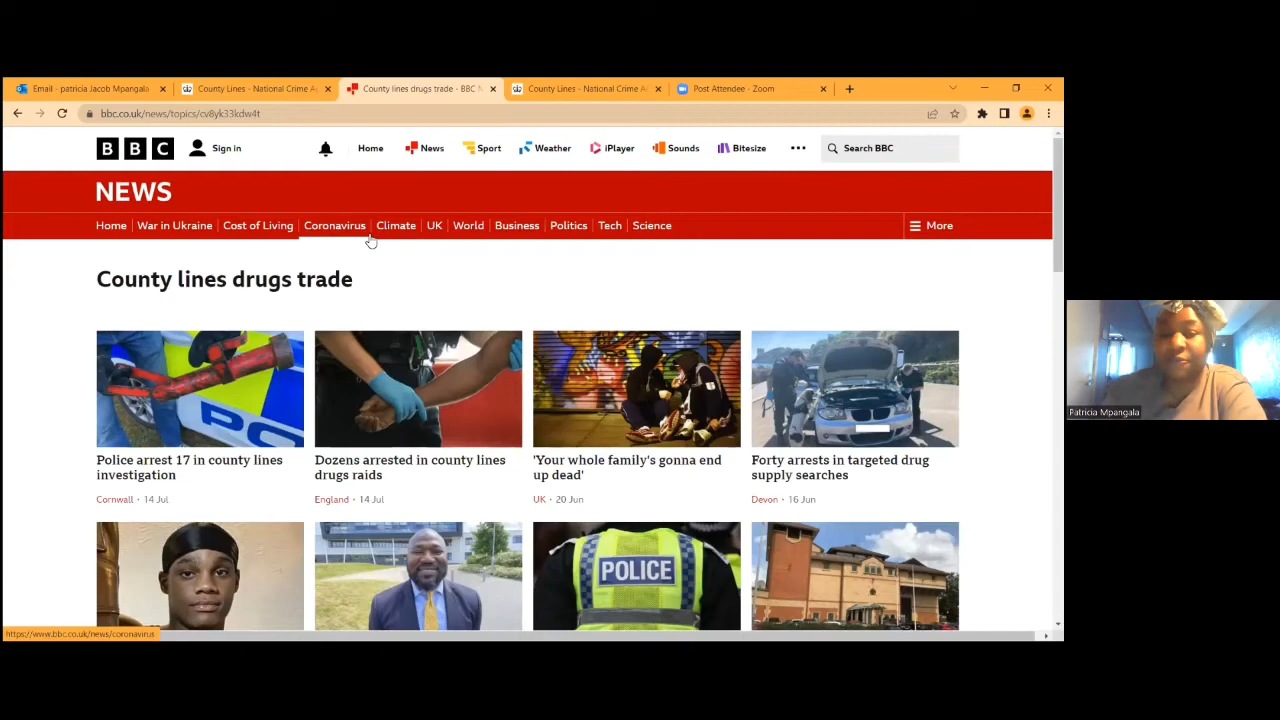 Email - patricia Jacob Mpangala
County Lines - National Crime A
County lines drugs trade - BBC N
County Lines - National Crime A
Post Attendee - Zoom
bbc.co.uk/news/topics/cv8yk33kdw4t
BBC Sign in Home News Sport Weather iPlayer Sounds Bitesize Search BBC
NEWS
Home War in Ukraine Cost of Living Coronavirus Climate UK World Business Politics Tech Science More
County lines drugs trade
Police arrest 17 in county lines
investigation
Cornwall · 14 Jul
Dozens arrested in county lines
drugs raids
England · 14 Jul
'Your whole family's gonna end
up dead'
UK · 20 Jun
Forty arrests in targeted drug
supply searches
Devon · 16 Jun
PO
POLICE
https://www.bbc.co.uk/news/coronavirus
Patricia Mpangala